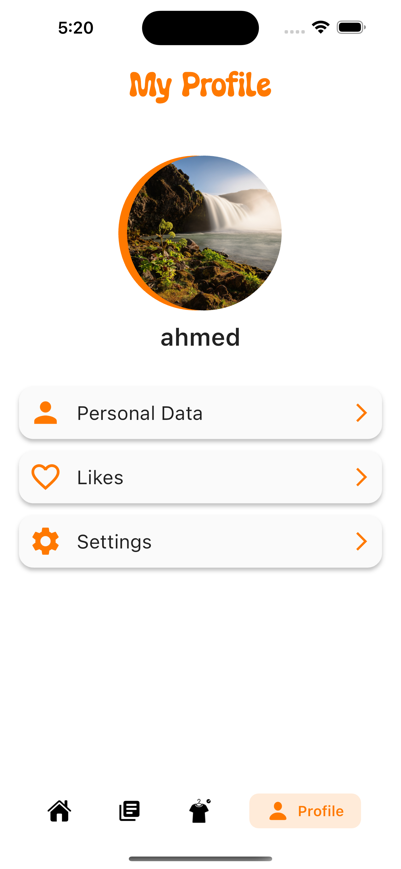 5:20
My Profile
ahmed
Personal Data
Likes
Settings
Profile